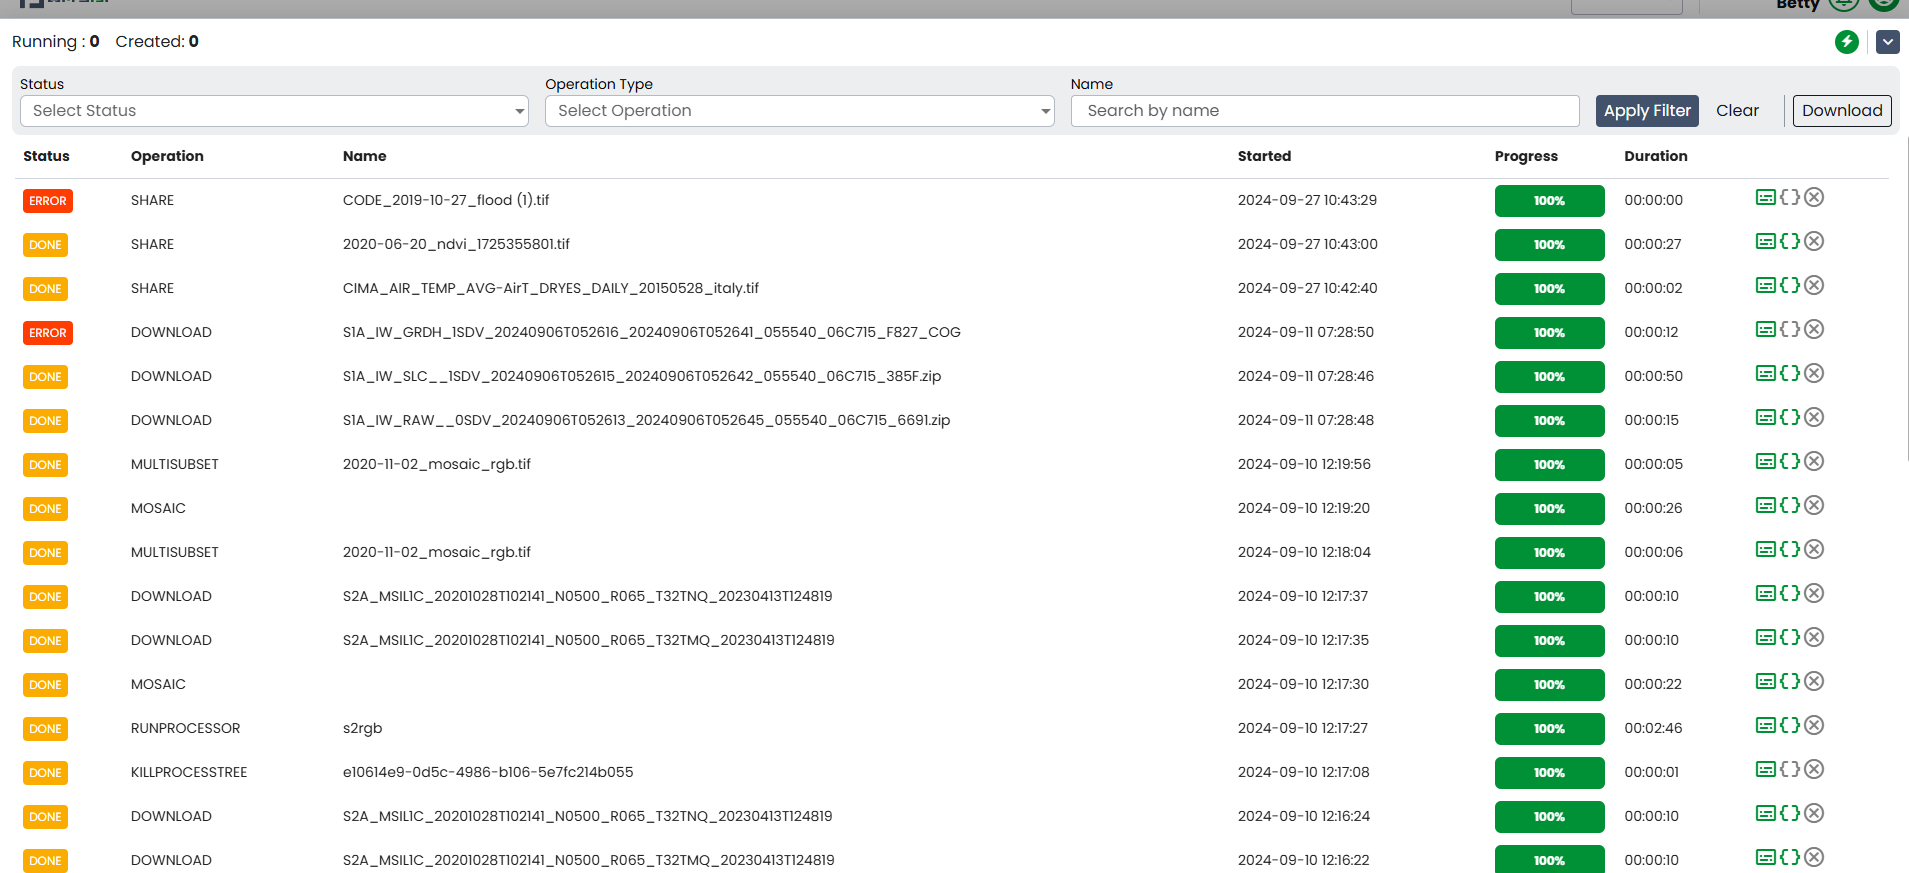 Betty
Running : 0 Created: 0
Status Operation Type Name
Select Status Select Operation Search by name Apply Filter Clear Download
Status Operation Name Started Progress Duration
ERROR SHARE CODE_2019-10-27_flood (1).tif 2024-09-27 10:43:29 100% 00:00:00
DONE SHARE 2020-06-20_ndvi_1725355801.tif 2024-09-27 10:43:00 100% 00:00:27
DONE SHARE CIMA_AIR_TEMP_AVG-AirT_DRYES_DAILY_20150528_italy.tif 2024-09-27 10:42:40 100% 00:00:02
ERROR DOWNLOAD S1A_IW_GRDH_1SDV_20240906T052616_20240906T052641_055540_06C715_F827_COG 2024-09-11 07:28:50 100% 00:00:12
DONE DOWNLOAD S1A_IW_SLC__1SDV_20240906T052615_20240906T052642_055540_06C715_385F.zip 2024-09-11 07:28:46 100% 00:00:50
DONE DOWNLOAD S1A_IW_RAW__0SDV_20240906T052613_20240906T052645_055540_06C715_6691.zip 2024-09-11 07:28:48 100% 00:00:15
DONE MULTISUBSET 2020-11-02_mosaic_rgb.tif 2024-09-10 12:19:56 100% 00:00:05
DONE MOSAIC 2024-09-10 12:19:20 100% 00:00:26
DONE MULTISUBSET 2020-11-02_mosaic_rgb.tif 2024-09-10 12:18:04 100% 00:00:06
DONE DOWNLOAD S2A_MSIL1C_20201028T102141_N0500_R065_T32TNQ_20230413T124819 2024-09-10 12:17:37 100% 00:00:10
DONE DOWNLOAD S2A_MSIL1C_20201028T102141_N0500_R065_T32TMQ_20230413T124819 2024-09-10 12:17:35 100% 00:00:10
DONE MOSAIC 2024-09-10 12:17:30 100% 00:00:22
DONE RUNPROCESSOR s2rgb 2024-09-10 12:17:27 100% 00:02:46
DONE KILLPROCESSTREE e10614e9-0d5c-4986-b106-5e7fc214b055 2024-09-10 12:17:08 100% 00:00:01
DONE DOWNLOAD S2A_MSIL1C_20201028T102141_N0500_R065_T32TNQ_20230413T124819 2024-09-10 12:16:24 100% 00:00:10
DONE DOWNLOAD S2A_MSIL1C_20201028T102141_N0500_R065_T32TMQ_20230413T124819 2024-09-10 12:16:22 100% 00:00:10